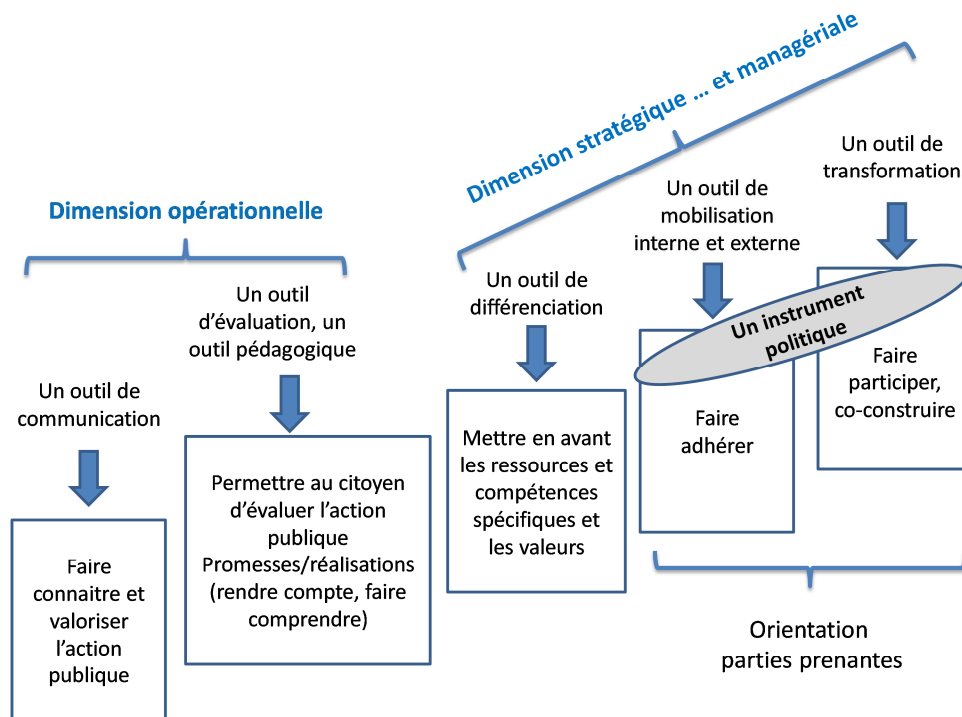 Dimension opérationnelle
Un outil de
communication
Faire
connaitre et
valoriser
l'action
publique
Un outil
d'évaluation, un
outil pédagogique
Permettre au citoyen
d'évaluer l'action
publique
Promesses/réalisations
(rendre compte, faire
comprendre)
Dimension stratégique ... et managériale
Un outil de
différenciation
Mettre en avant
les ressources et
compétences
spécifiques et
les valeurs
Un outil de
mobilisation
interne et externe
Faire
adhérer
Un outil de
transformation
Un instrument
politique
Faire
participer,
co-construire
Orientation
parties prenantes